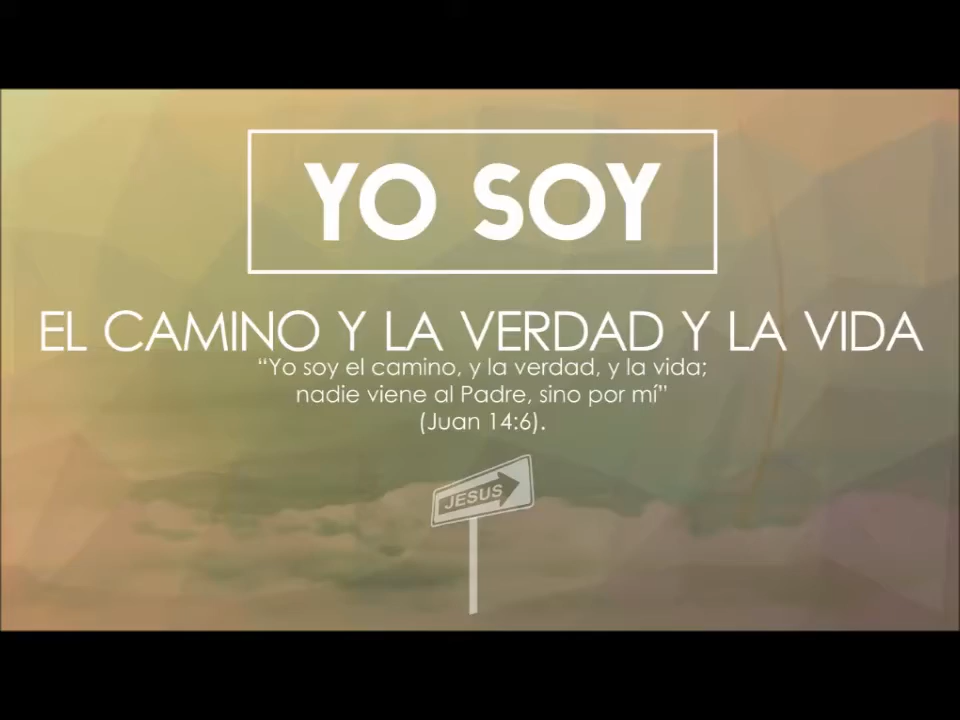 YO SOY
EL CAMINO Y LA VERDAD Y LA VIDA
“Yo soy el camino, y la verdad, y la vida;
nadie viene al Padre, sino por mí”
(Juan 14:6).
JESUS